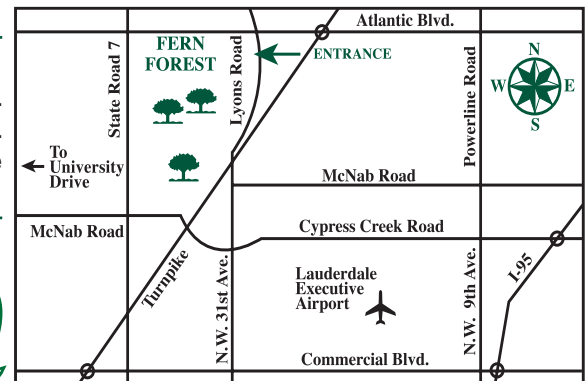 Atlantic Blvd.
FERN
FOREST
ENTRANCE
State Road 7
Lyons Road
Powerline Road
N
W E
S
To
University
Drive
McNab Road
McNab Road
Cypress Creek Road
Turnpike
N.W. 31st Ave.
Lauderdale
Executive
Airport
N.W. 9th Ave.
I-95
Commercial Blvd.